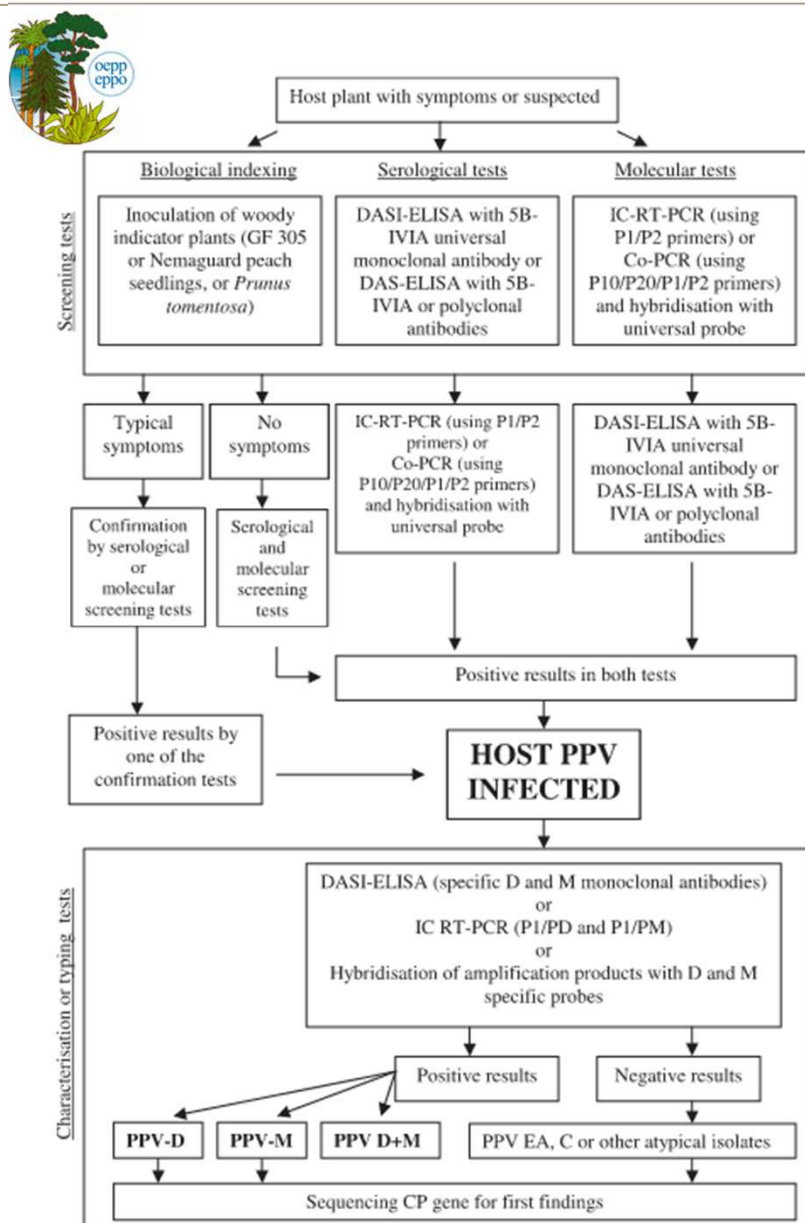 oepp
eppo
Host plant with symptoms or suspected
Screening tests
Biological indexing
Inoculation of woody
indicator plants (GF 305
or Nemaguard peach
seedlings, or Prunus
tomentosa)
Serological tests
DASI-ELISA with 5B-
IVIA universal
monoclonal antibody or
DAS-ELISA with 5B-
IVIA or polyclonal
antibodies
Molecular tests
IC-RT-PCR (using
P1/P2 primers) or
Co-PCR (using
P10/P20/P1/P2 primers)
and hybridisation with
universal probe
Typical
symptoms
No
symptoms
IC-RT-PCR (using P1/P2
primers) or
Co-PCR (using
P10/P20/P1/P2 primers)
and hybridisation with
universal probe
DASI-ELISA with 5B-
IVIA universal
monoclonal antibody or
DAS-ELISA with 5B-
IVIA or polyclonal
antibodies
Confirmation
by serological
or
molecular
screening tests
Serological
and
molecular
screening
tests
Positive results in both tests
Positive results by
one of the
confirmation tests
HOST PPV
INFECTED
Characterisation or typing tests
DASI-ELISA (specific D and M monoclonal antibodies)
or
IC RT-PCR (P1/PD and P1/PM)
or
Hybridisation of amplification products with D and M
specific probes
Positive results
Negative results
PPV-D
PPV-M
PPV D+M
PPV EA, C or other atypical isolates
Sequencing CP gene for first findings